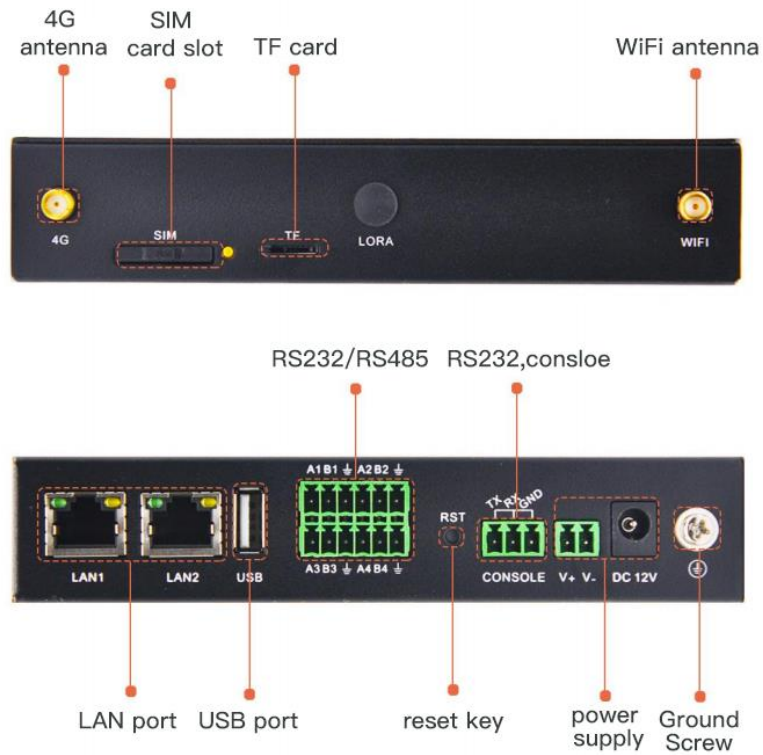 4G
antenna
SIM
card slot
TF card
WiFi antenna
4G
SIM
TF
LORA
WIFI
RS232/RS485
RS232,consloe
A1 B1 ⏚ A2 B2 ⏚
RST
TX RX GND
LAN1
LAN2
USB
A3 B3 ⏚ A4 B4 ⏚
CONSOLE
V+ V-
DC 12V
LAN port
USB port
reset key
power
supply
Ground
Screw